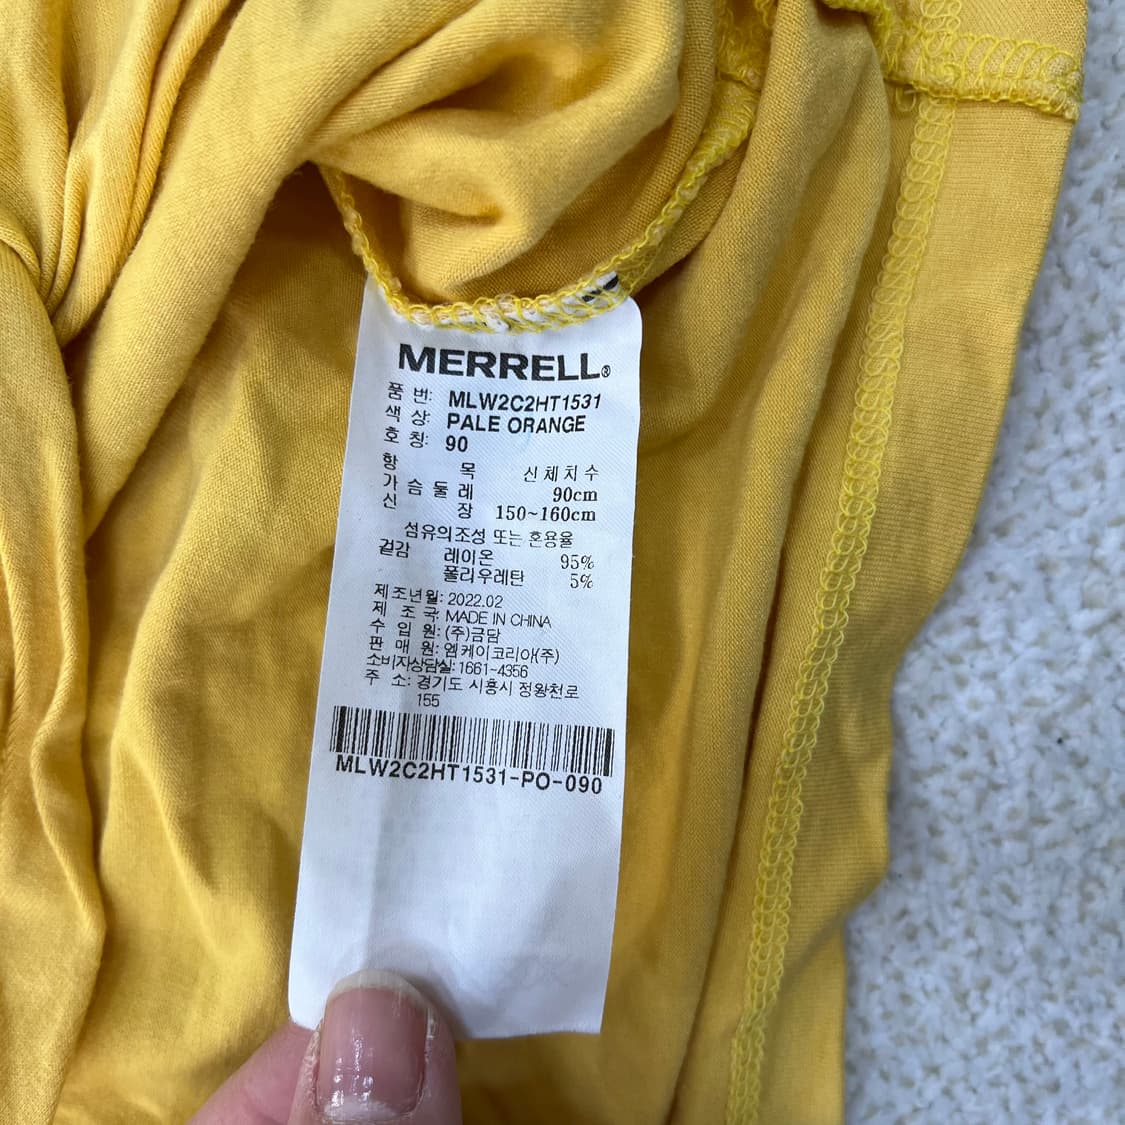 MERRELL®
품 번: MLW2C2HT1531
색 상: PALE ORANGE
호 칭: 90
항 목 신체치수
가 슴 둘 레 90cm
신 장 150~160cm
섬유의조성 또는 혼용율
겉감 레이온 95%
폴리우레탄 5%
제조년월: 2022.02
제 조 국: MADE IN CHINA
수 입 원: (주)금담
판 매 원: 엠케이코리아(주)
소비자상담실: 1661-4356
주 소: 경기도 시흥시 정왕천로
155
MLW2C2HT1531-PO-090